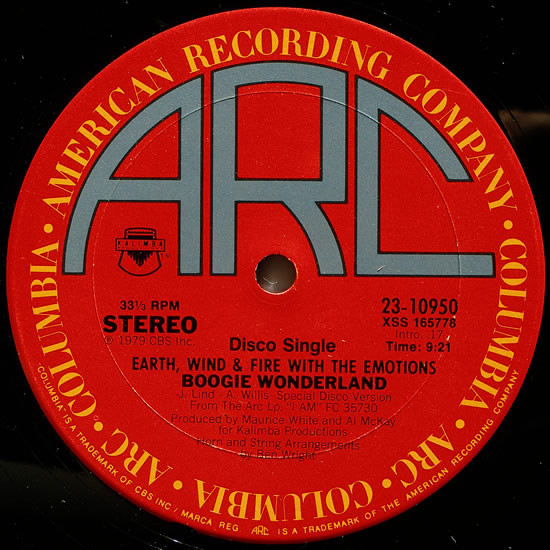 AMERICAN RECORDING COMPANY • COLUMBIA • ARC • COLUMBIA • ARC • COLUMBIA •
ARC
KALIMBA
TM
33⅓ RPM
STEREO
℗ 1979 CBS Inc.
23-10950
XSS 165778
Intro. :17
Time: 9:21
Disco Single
EARTH, WIND & FIRE WITH THE EMOTIONS
BOOGIE WONDERLAND
-J. Lind - A. Willis- Special Disco Version
From The Arc Lp. "I AM" FC 35730
Produced by Maurice White and Al McKay
for Kalimba Productions
Horn and String Arrangements
by Ben Wright
"COLUMBIA" IS A TRADEMARK OF CBS INC / MARCA REG. ARC IS A TRADEMARK OF THE AMERICAN RECORDING COMPANY